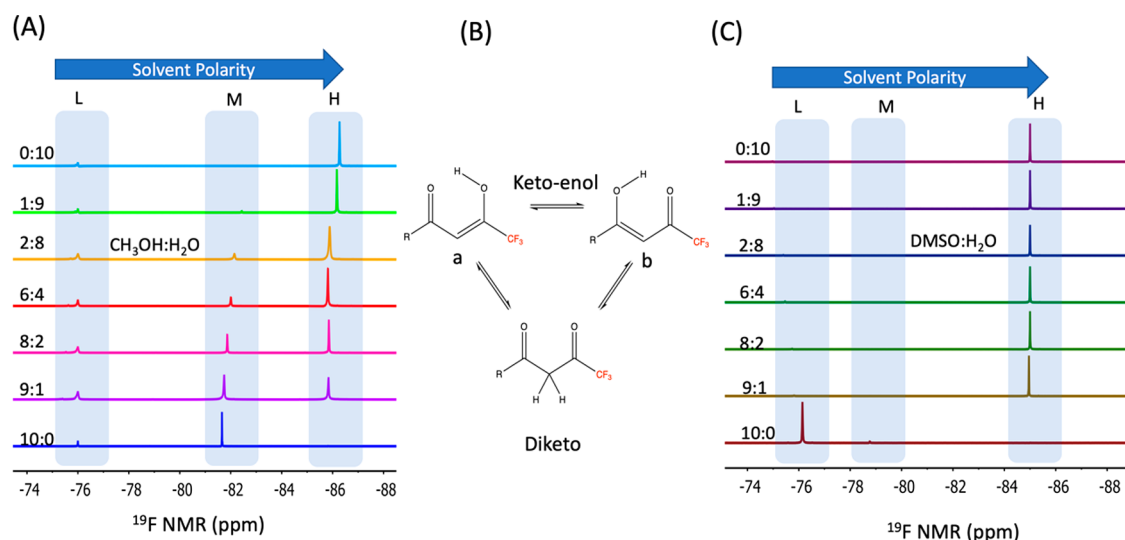 (A)
Solvent Polarity
L M H
0:10
1:9
2:8
CH₃OH:H₂O
6:4
8:2
9:1
10:0
-74 -76 -78 -80 -82 -84 -86 -88
¹⁹F NMR (ppm)
(B)
H
O O
Keto-enol
R CF₃
a
H
O O
R CF₃
b
O O
R CF₃
H H
Diketo
(C)
Solvent Polarity
L M H
0:10
1:9
2:8
DMSO:H₂O
6:4
8:2
9:1
10:0
-74 -76 -78 -80 -82 -84 -86 -88
¹⁹F NMR (ppm)